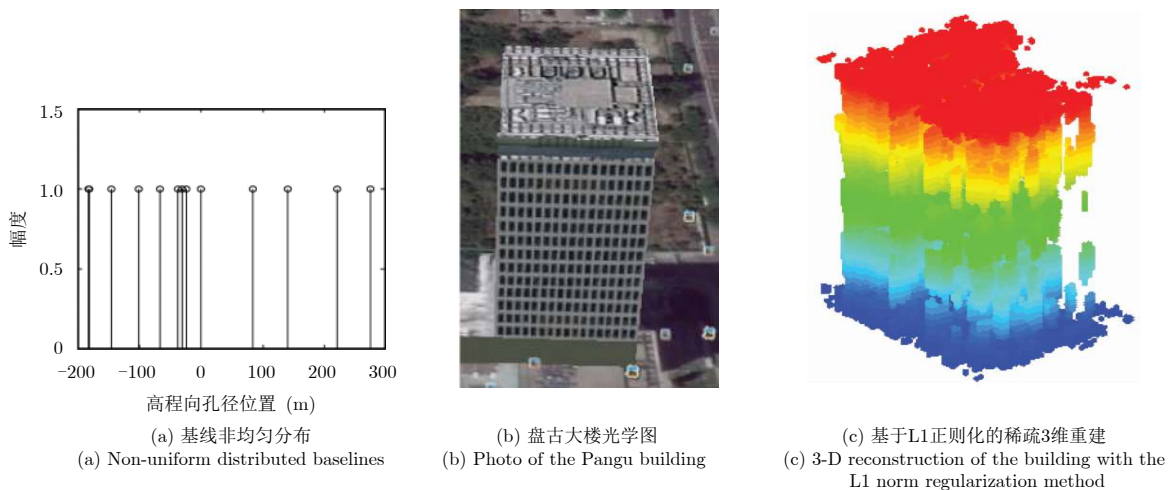 1.5
1.0
0.5
0
幅度
−200
−100
0
100
200
300
高程向孔径位置 (m)
(a) 基线非均匀分布
(a) Non-uniform distributed baselines
(b) 盘古大楼光学图
(b) Photo of the Pangu building
(c) 基于L1正则化的稀疏3维重建
(c) 3-D reconstruction of the building with the
L1 norm regularization method